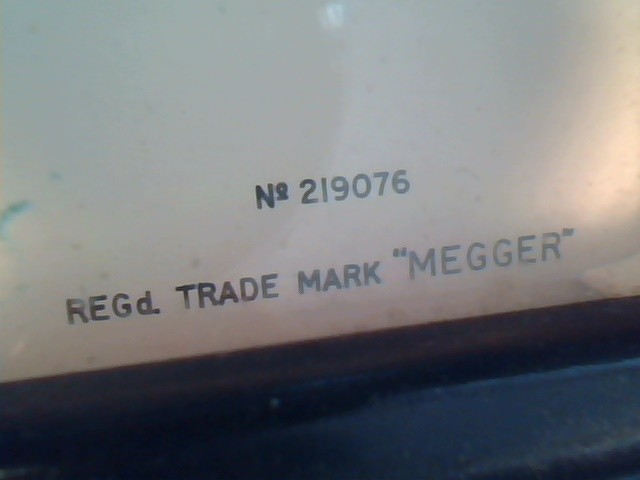 Nº 219076
REGd. TRADE MARK "MEGGER"